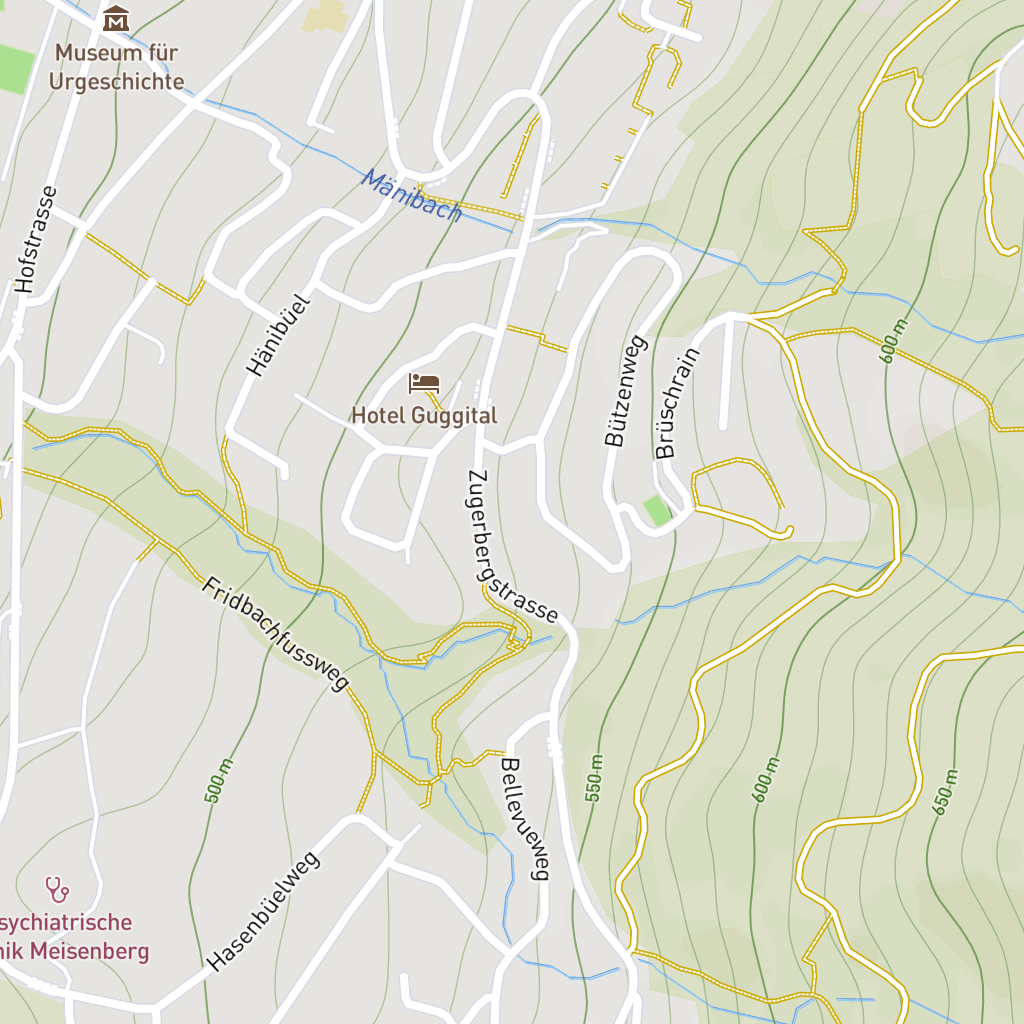 Museum für
Urgeschichte
Mänibach
Hofstrasse
Hänibüel
600 m
Bützenweg
Brüschrain
Hotel Guggital
Zugerbergstrasse
Fridbachfussweg
500 m
550 m
600 m
650 m
Bellevueweg
Hasenbüelweg
sychiatrische
nik Meisenberg